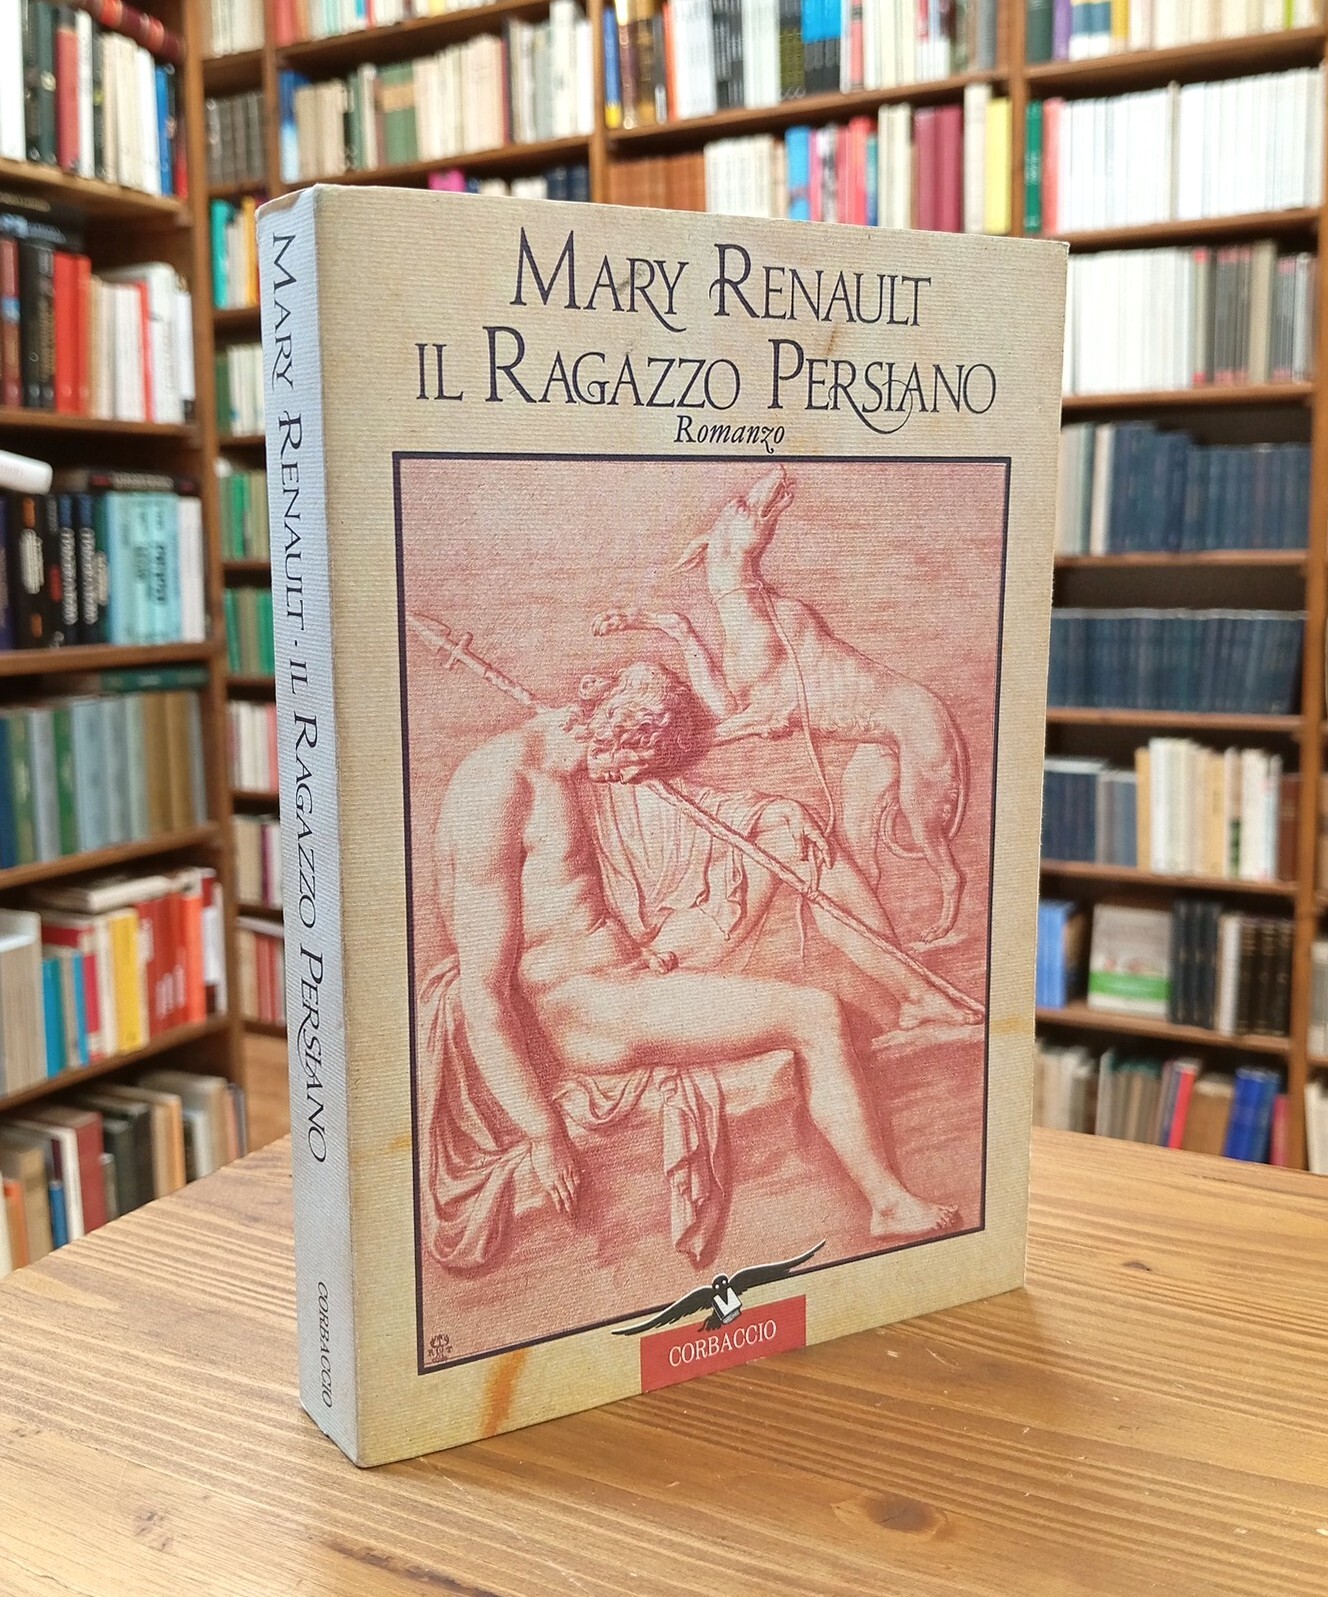 MARY RENAULT
IL RAGAZZO PERSIANO
Romanzo
CORBACCIO
MARY RENAULT · IL RAGAZZO PERSIANO
CORBACCIO